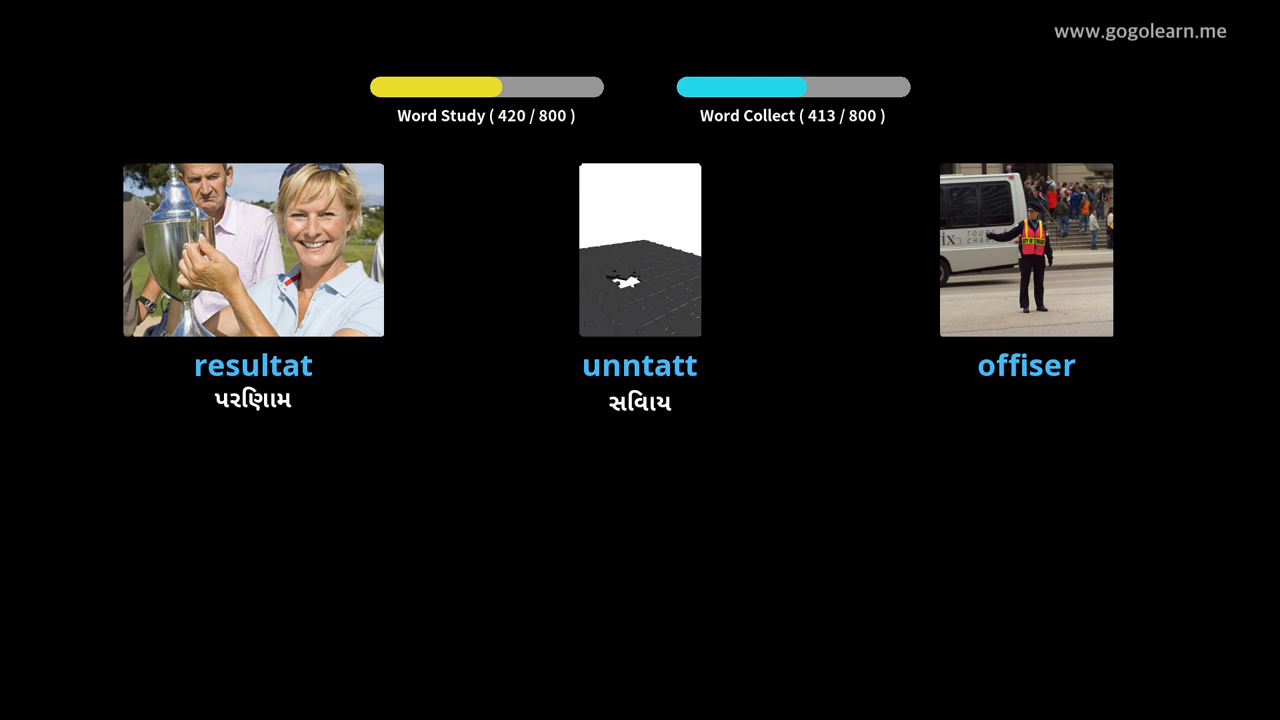 www.gogolearn.me
Word Study ( 420 / 800 )
Word Collect ( 413 / 800 )
resultat
unntatt
offiser
પરિણામ
સિવાય